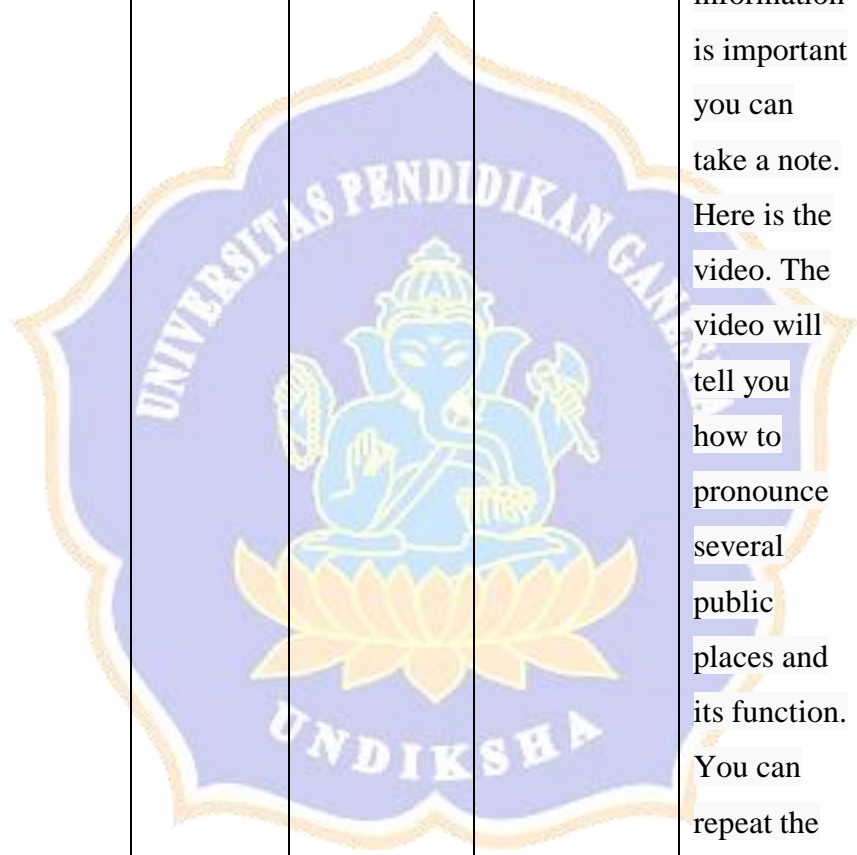 information
is important
you can
take a note.
Here is the
video. The
video will
tell you
how to
pronounce
several
public
places and
its function.
You can
repeat the
UNIVERSITAS PENDIDIKAN GANESHA
UNDIKSHA